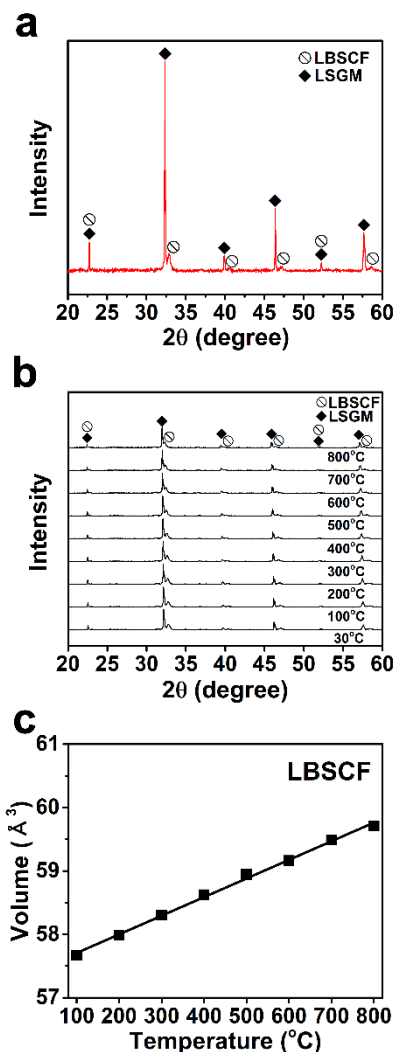 a
LBSCF
LSGM
Intensity
20 25 30 35 40 45 50 55 60
2θ (degree)
b
LBSCF
LSGM
800°C
700°C
600°C
500°C
400°C
300°C
200°C
100°C
30°C
Intensity
20 25 30 35 40 45 50 55 60
2θ (degree)
c
LBSCF
61
60
59
58
57
Volume (Å³)
100 200 300 400 500 600 700 800
Temperature (°C)